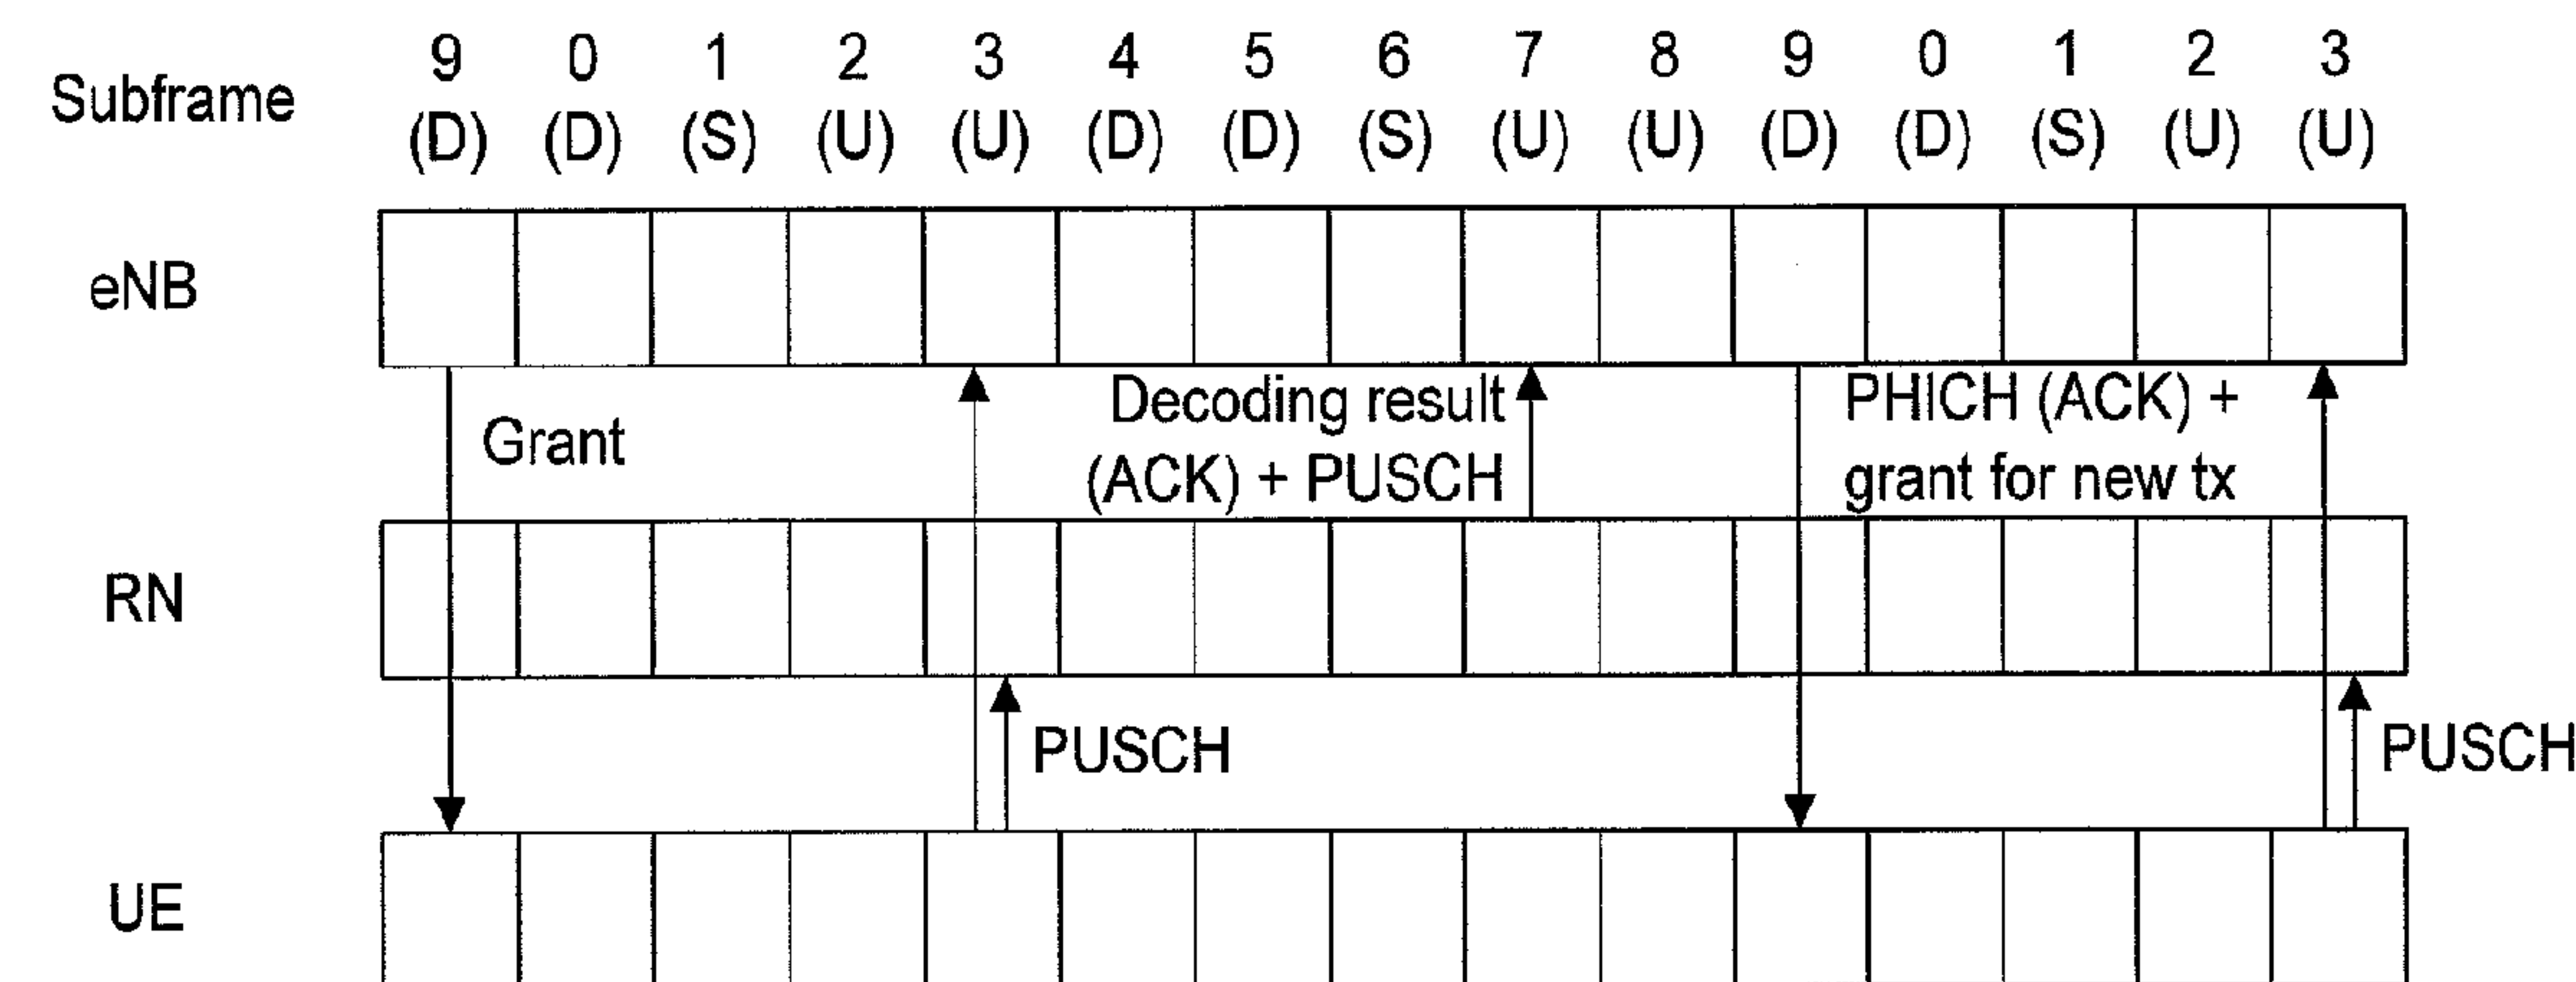 Subframe
9 0 1 2 3 4 5 6 7 8 9 0 1 2 3
(D) (D) (S) (U) (U) (D) (D) (S) (U) (U) (D) (D) (S) (U) (U)
eNB
Grant
Decoding result
(ACK) + PUSCH
PHICH (ACK) +
grant for new tx
RN
PUSCH
PUSCH
UE